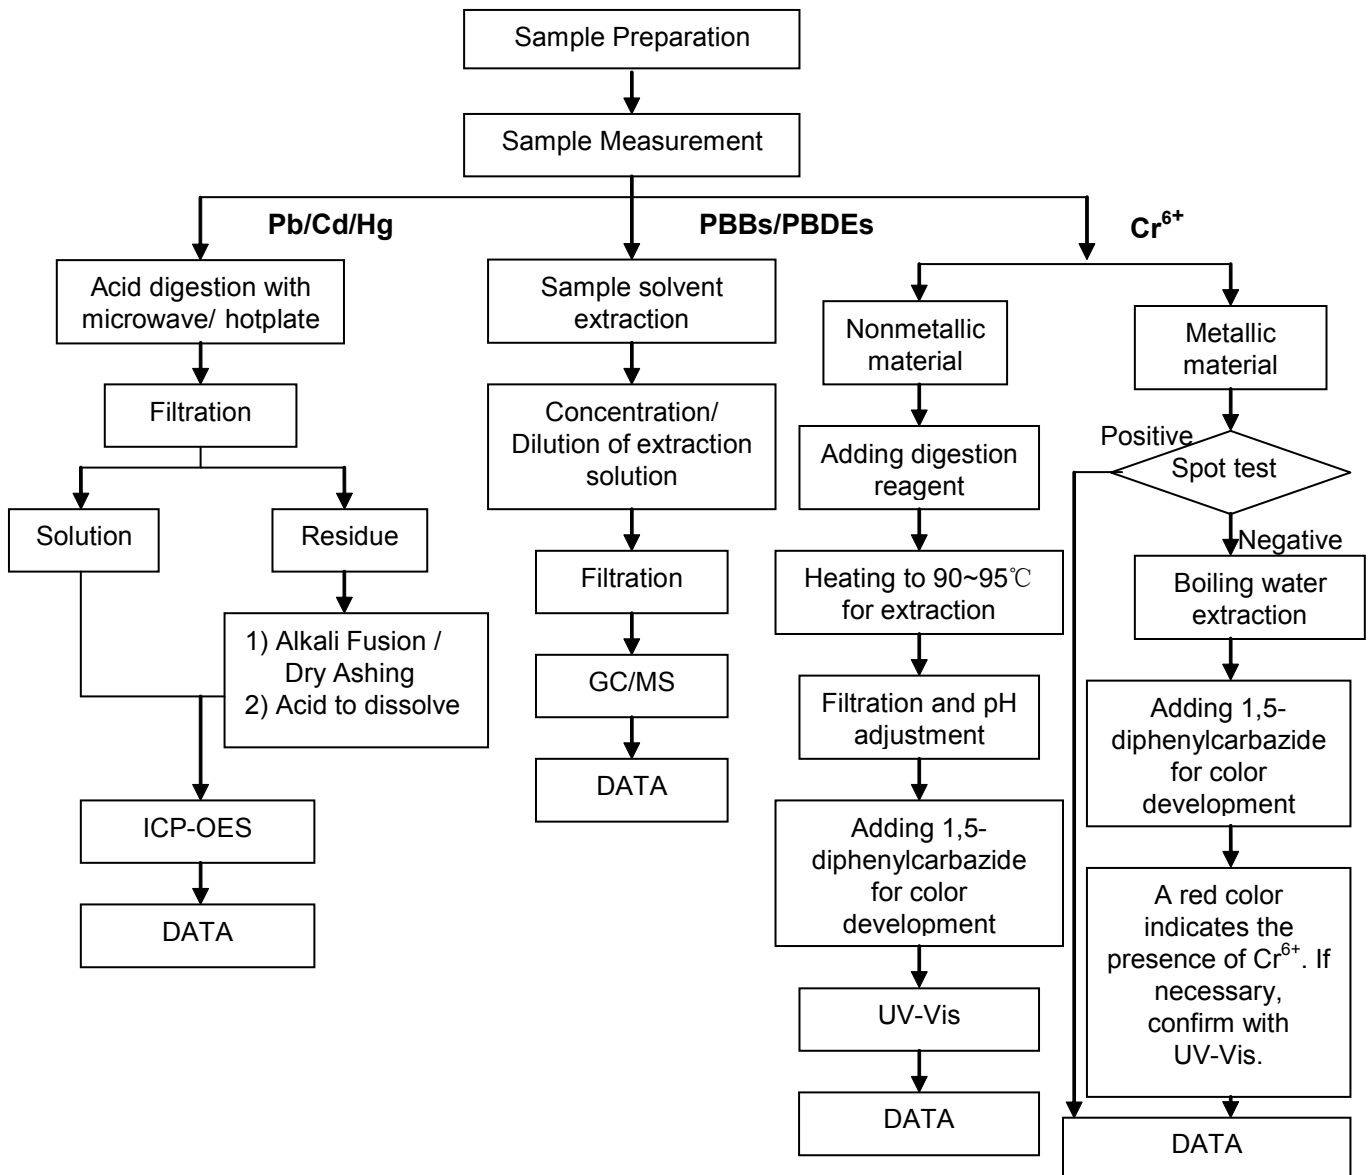 Sample Preparation
Sample Measurement
Pb/Cd/Hg
PBBs/PBDEs
Cr⁶⁺
Acid digestion with
microwave/ hotplate
Filtration
Solution
Residue
1) Alkali Fusion /
Dry Ashing
2) Acid to dissolve
ICP-OES
DATA
Sample solvent
extraction
Concentration/
Dilution of extraction
solution
Filtration
GC/MS
DATA
Nonmetallic
material
Adding digestion
reagent
Heating to 90~95℃
for extraction
Filtration and pH
adjustment
Adding 1,5-
diphenylcarbazide
for color
development
UV-Vis
DATA
Metallic
material
Positive
Spot test
Negative
Boiling water
extraction
Adding 1,5-
diphenylcarbazide
for color
development
A red color
indicates the
presence of Cr⁶⁺. If
necessary,
confirm with
UV-Vis.
DATA